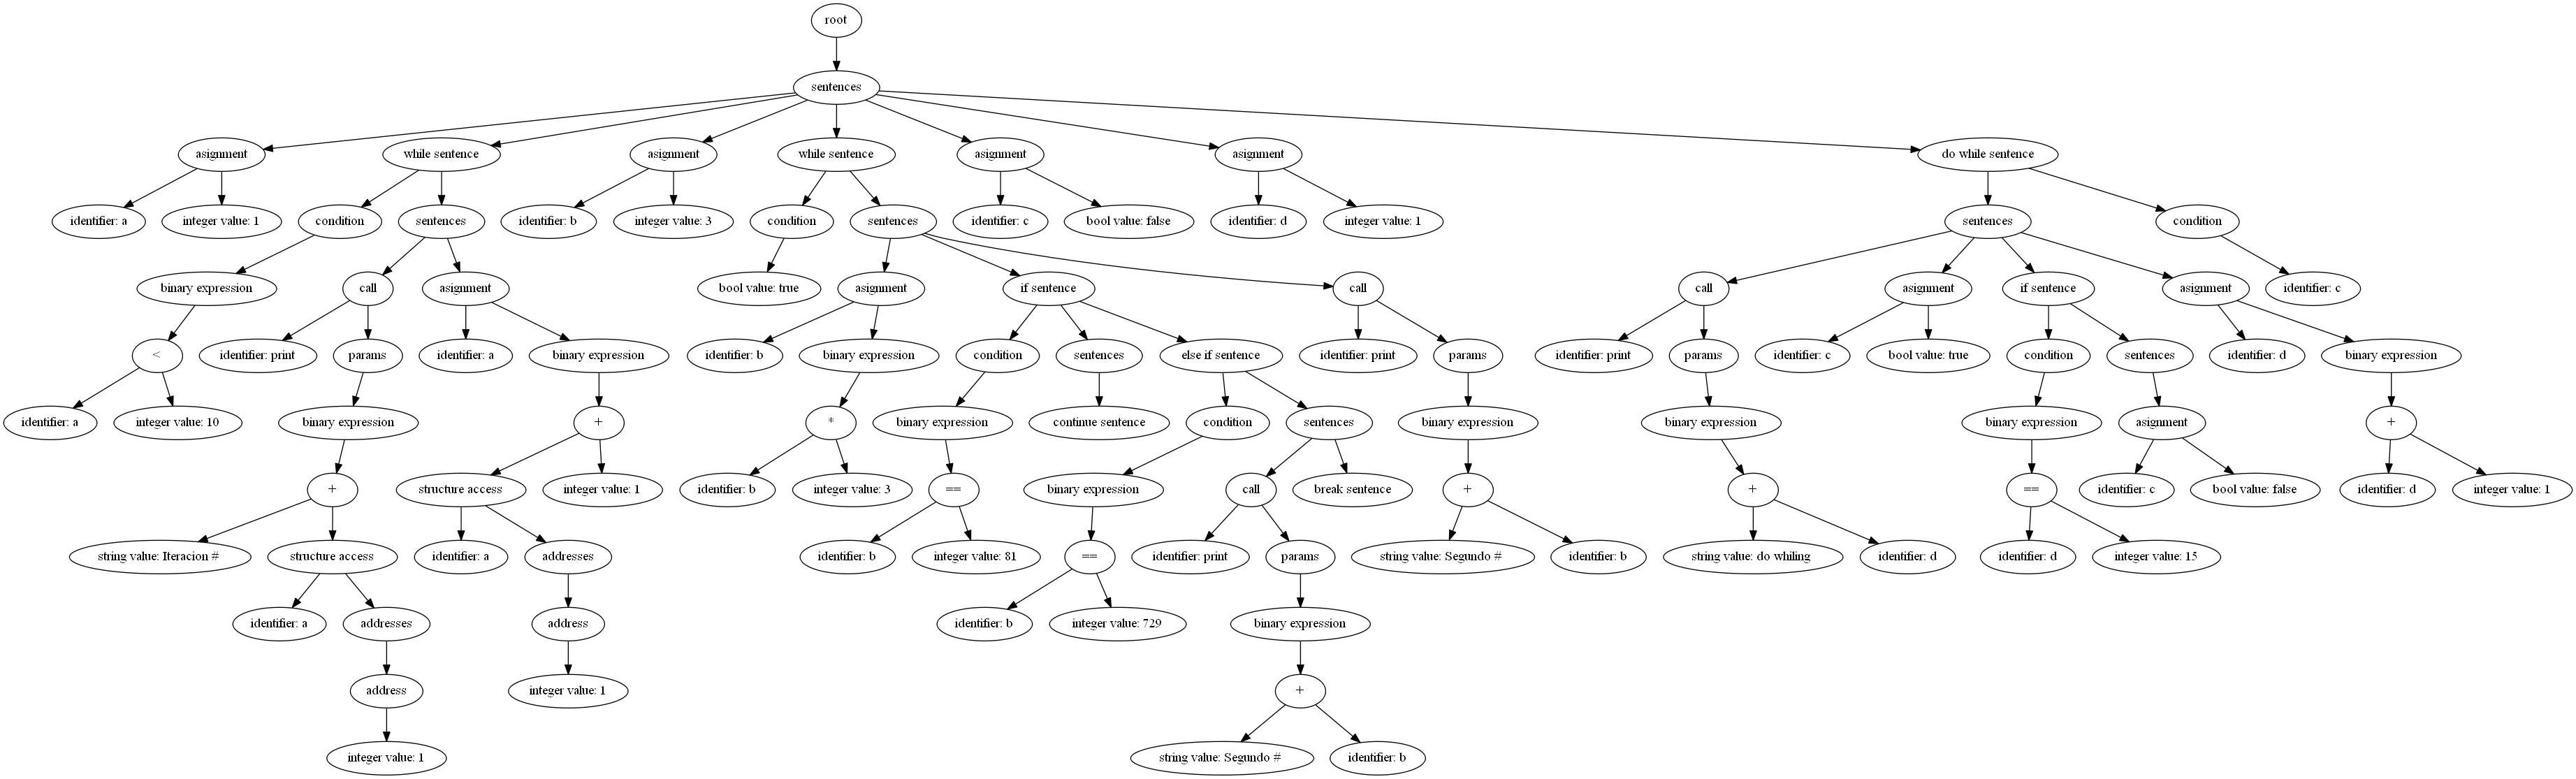 root
sentences
asignment
while sentence
asignment
while sentence
asignment
asignment
do while sentence
identifier: a
integer value: 1
condition
sentences
identifier: b
integer value: 3
condition
sentences
identifier: c
bool value: false
identifier: d
integer value: 1
sentences
condition
binary expression
call
asignment
bool value: true
asignment
if sentence
call
call
asignment
if sentence
asignment
identifier: c
<
identifier: print
params
identifier: a
binary expression
identifier: b
binary expression
condition
sentences
else if sentence
identifier: print
params
identifier: print
params
identifier: c
bool value: true
condition
sentences
identifier: d
binary expression
identifier: a
integer value: 10
binary expression
+
*
binary expression
continue sentence
condition
sentences
binary expression
binary expression
binary expression
asignment
+
+
structure access
integer value: 1
identifier: b
integer value: 3
==
binary expression
call
break sentence
+
+
==
identifier: c
bool value: false
identifier: d
integer value: 1
string value: Iteracion #
structure access
identifier: a
addresses
identifier: b
integer value: 81
==
identifier: print
params
string value: Segundo #
identifier: b
string value: do whiling
identifier: d
identifier: d
integer value: 15
identifier: a
addresses
address
identifier: b
integer value: 729
binary expression
address
integer value: 1
+
integer value: 1
string value: Segundo #
identifier: b